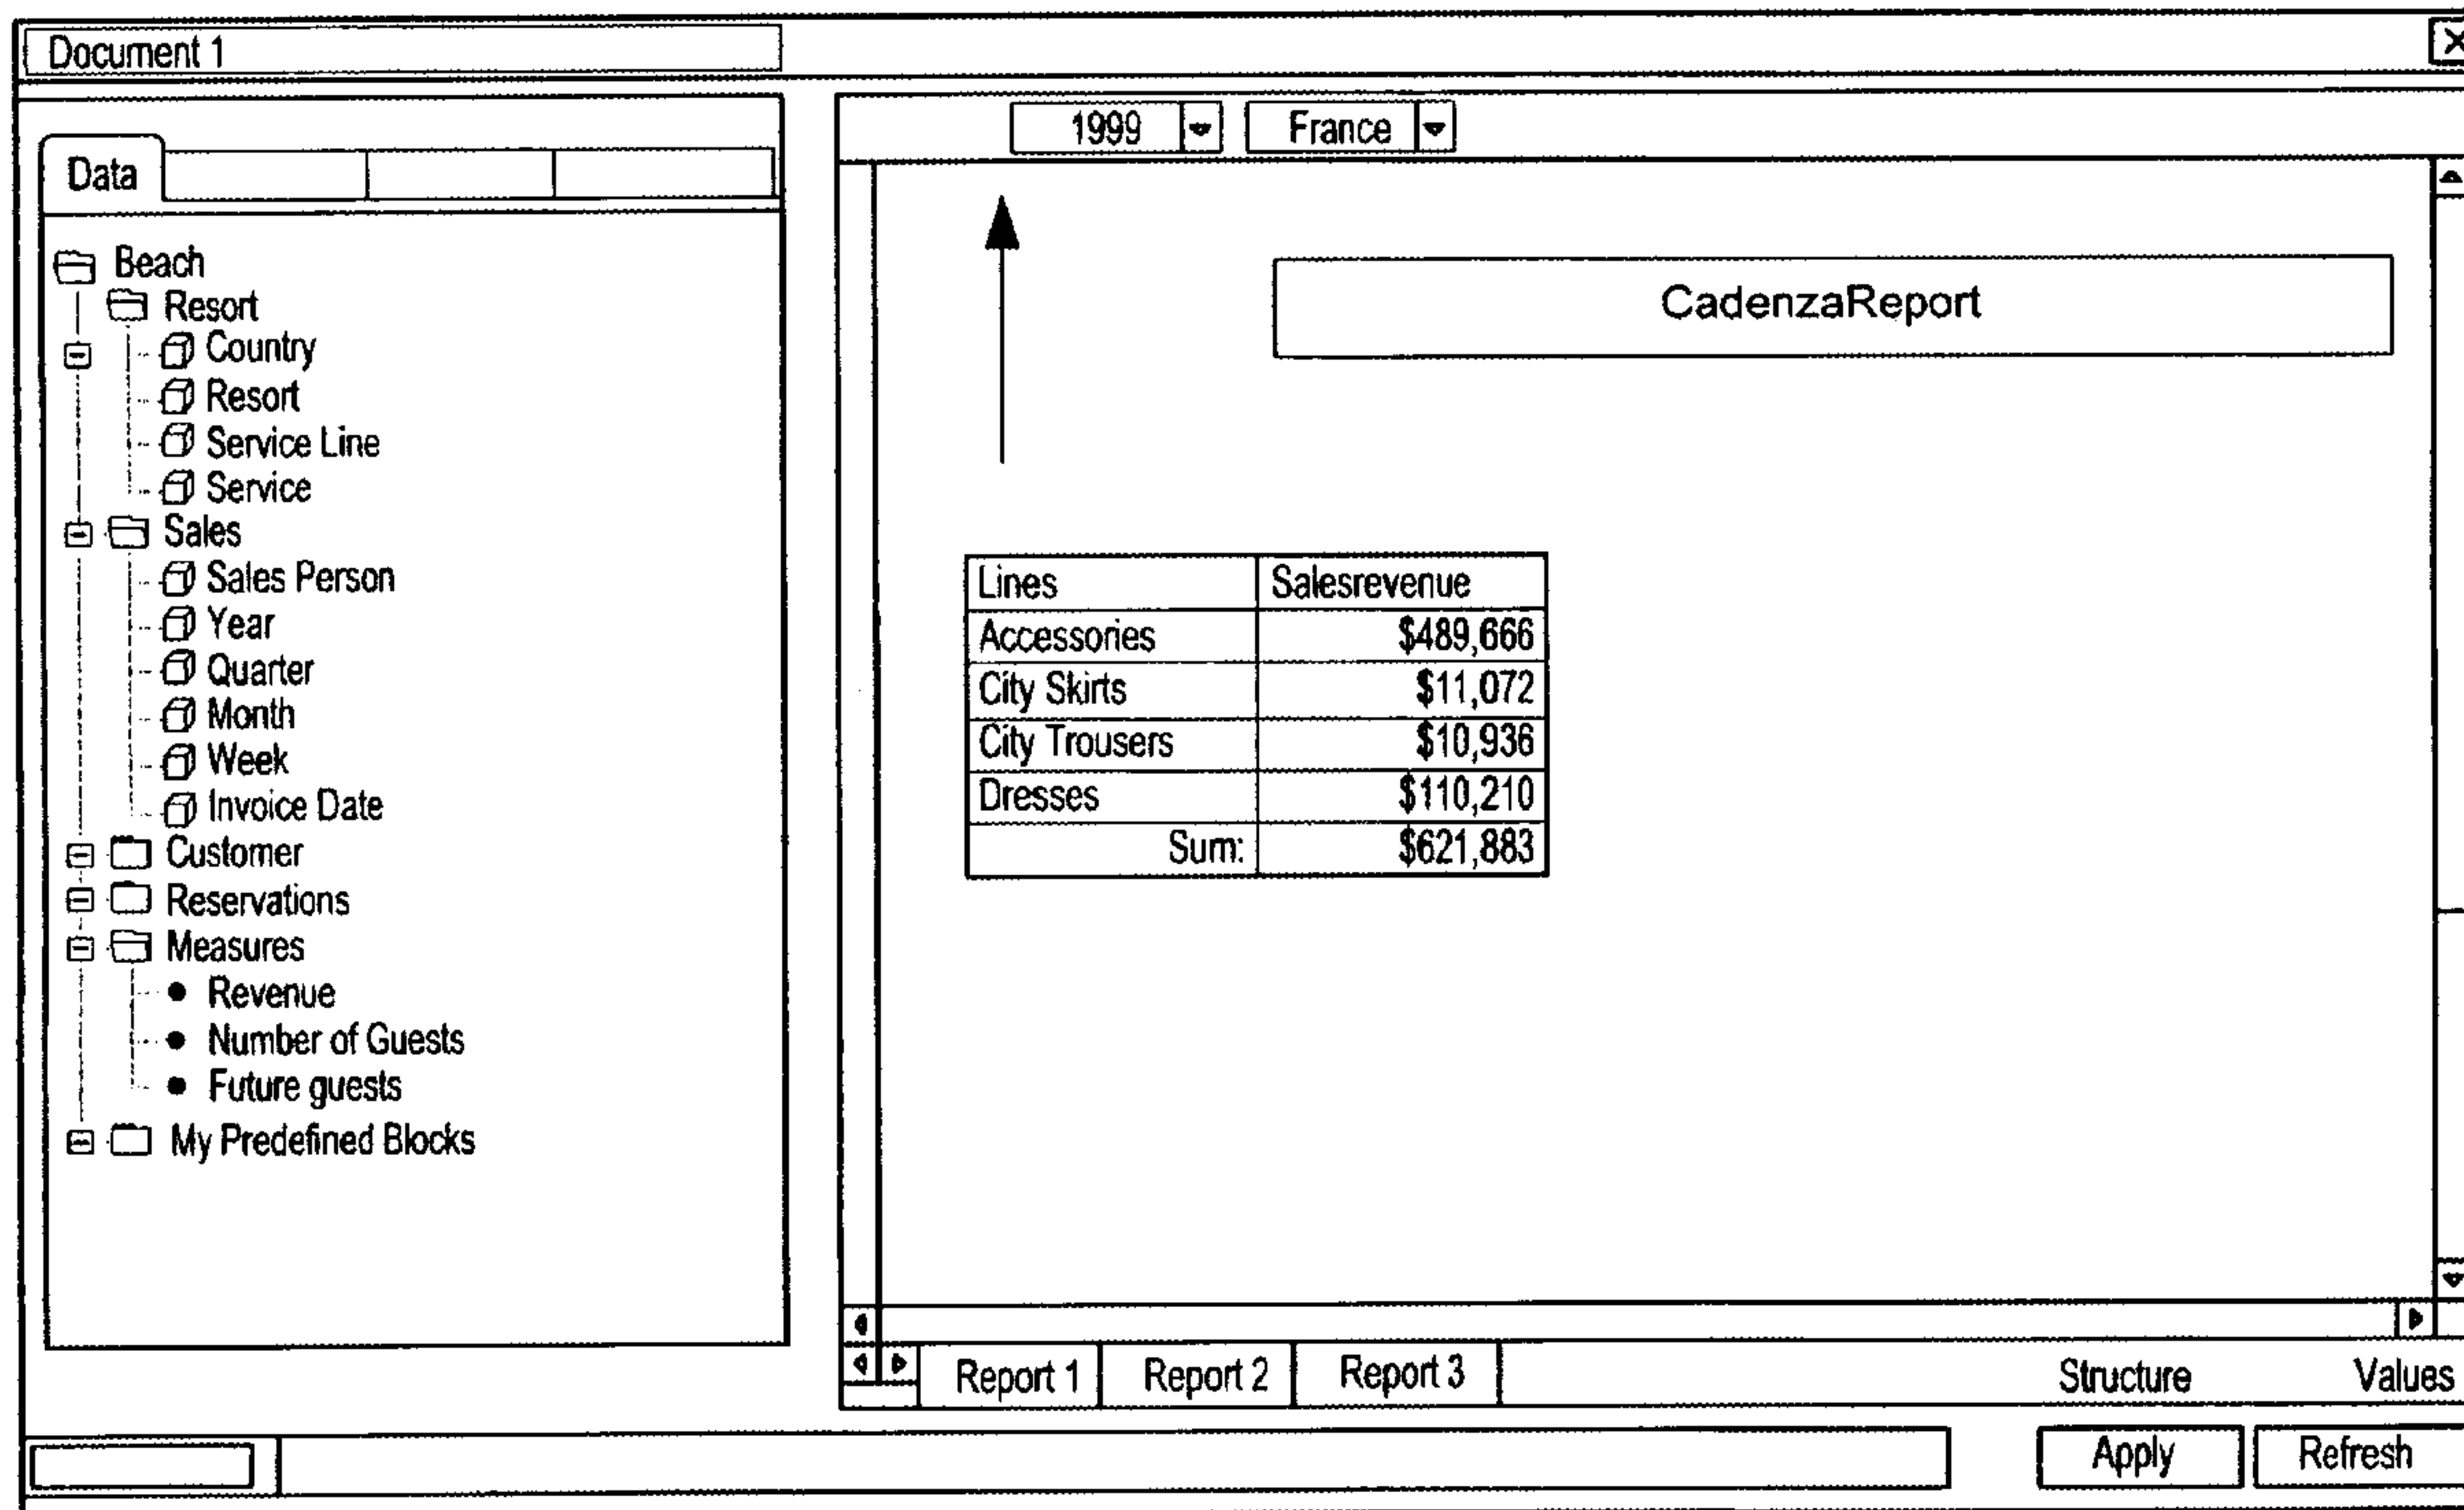 Document 1
Data
Beach
Resort
Country
Resort
Service Line
Service
Sales
Sales Person
Year
Quarter
Month
Week
Invoice Date
Customer
Reservations
Measures
Revenue
Number of Guests
Future guests
My Predefined Blocks
1999 France
CadenzaReport
Lines Salesrevenue
Accessories $489,666
City Skirts $11,072
City Trousers $10,936
Dresses $110,210
Sum: $621,883
Report 1 Report 2 Report 3 Structure Values
Apply Refresh